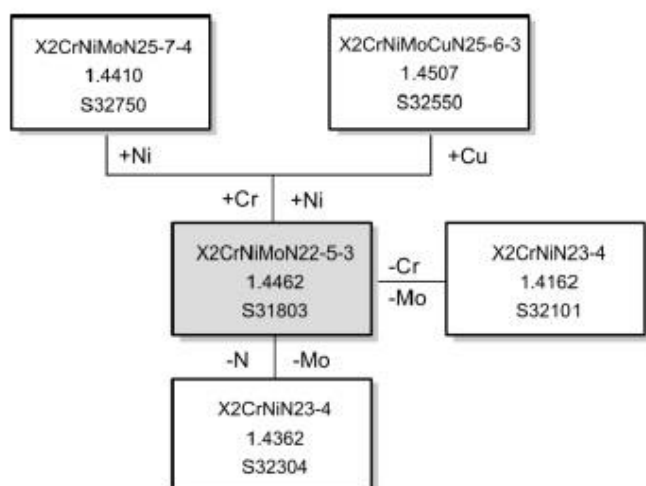 X2CrNiMoN25-7-4
1.4410
S32750
X2CrNiMoCuN25-6-3
1.4507
S32550
+Ni
+Cu
+Cr
+Ni
X2CrNiMoN22-5-3
1.4462
S31803
-Cr
-Mo
X2CrNiN23-4
1.4162
S32101
-N
-Mo
X2CrNiN23-4
1.4362
S32304